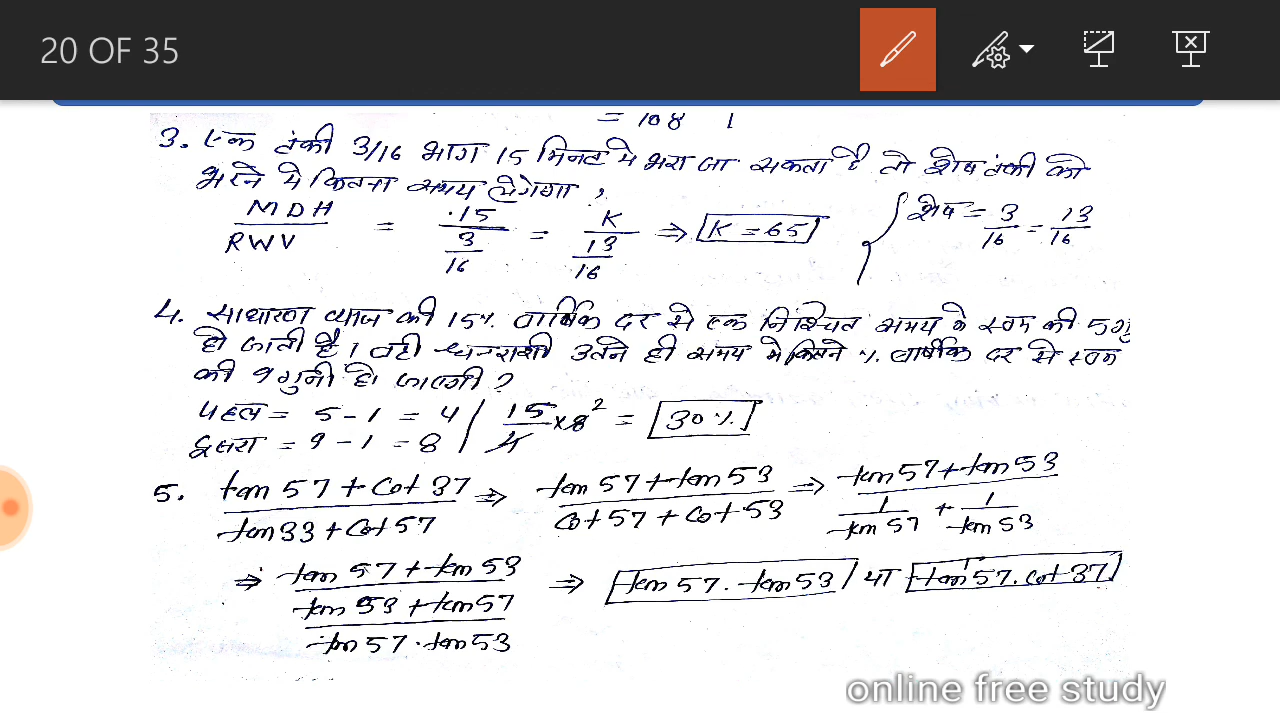 20 OF 35
= 108
3. एक टंकी 3/16 भाग 15 मिनट मे भरा जा सकता है तो शेष टंकी को
भरने मे कितना समय लगेगा ?
MDH/RWV = 15/(3/16) = K/(13/16) ⇒ K = 65 { शेष = 3/16 = 13/16
4. साधारण व्याज की 15% वार्षिक दर से एक निश्चित समय मे स्वम की 5गु
हो जाती है। वही धनराशी उतने ही समय मे कितने % वार्षिक दर से स्वम
की 9 गुनी हो जाएगी ?
पहल = 5 - 1 = 4 / 15/4 × 8 2 = 30%
दुसरा = 9 - 1 = 8
5. (tan 57 + cot 37)/(tan 33 + cot 57) ⇒ (tan 57 + tan 53)/(cot 57 + cot 53) ⇒ (tan 57 + tan 53)/(1/tan 57 + 1/tan 53)
⇒ (tan 57 + tan 53)/((tan 53 + tan 57)/(tan 57 . tan 53)) ⇒ tan 57 . tan 53 / या tan 57 . cot 37
online free study